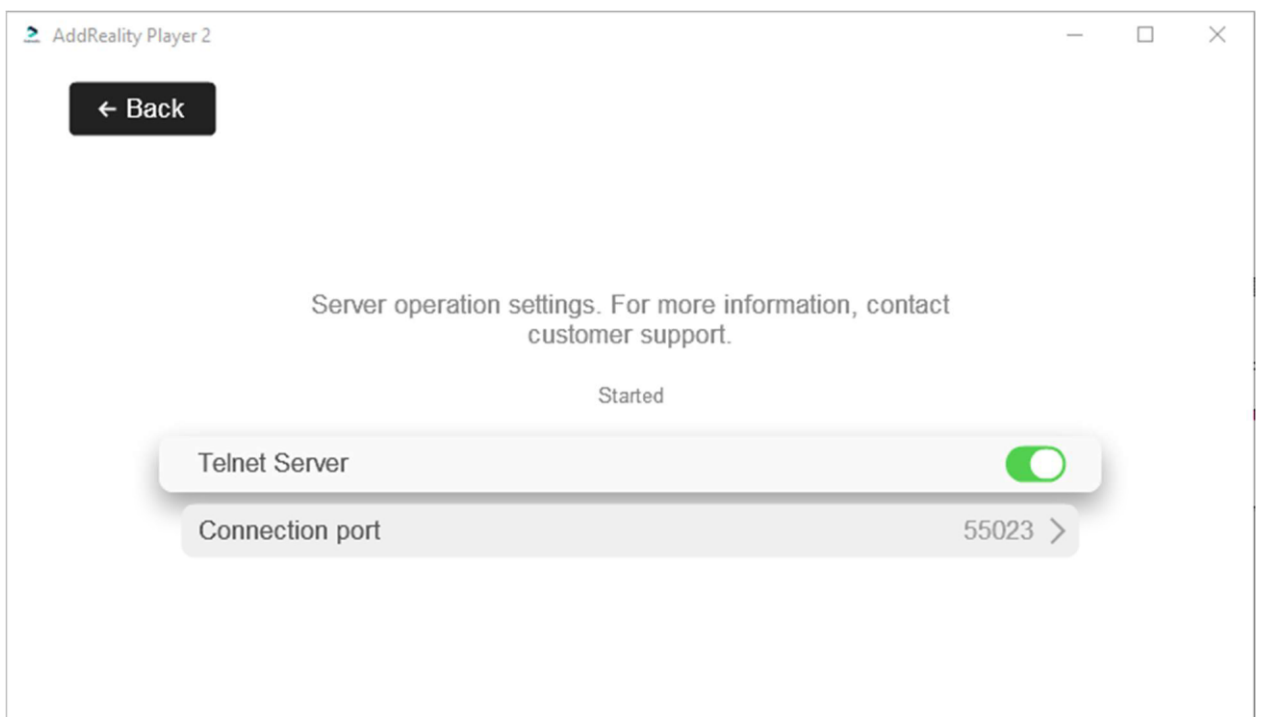 AddReality Player 2
← Back
Server operation settings. For more information, contact
customer support.
Started
Telnet Server
Connection port 55023